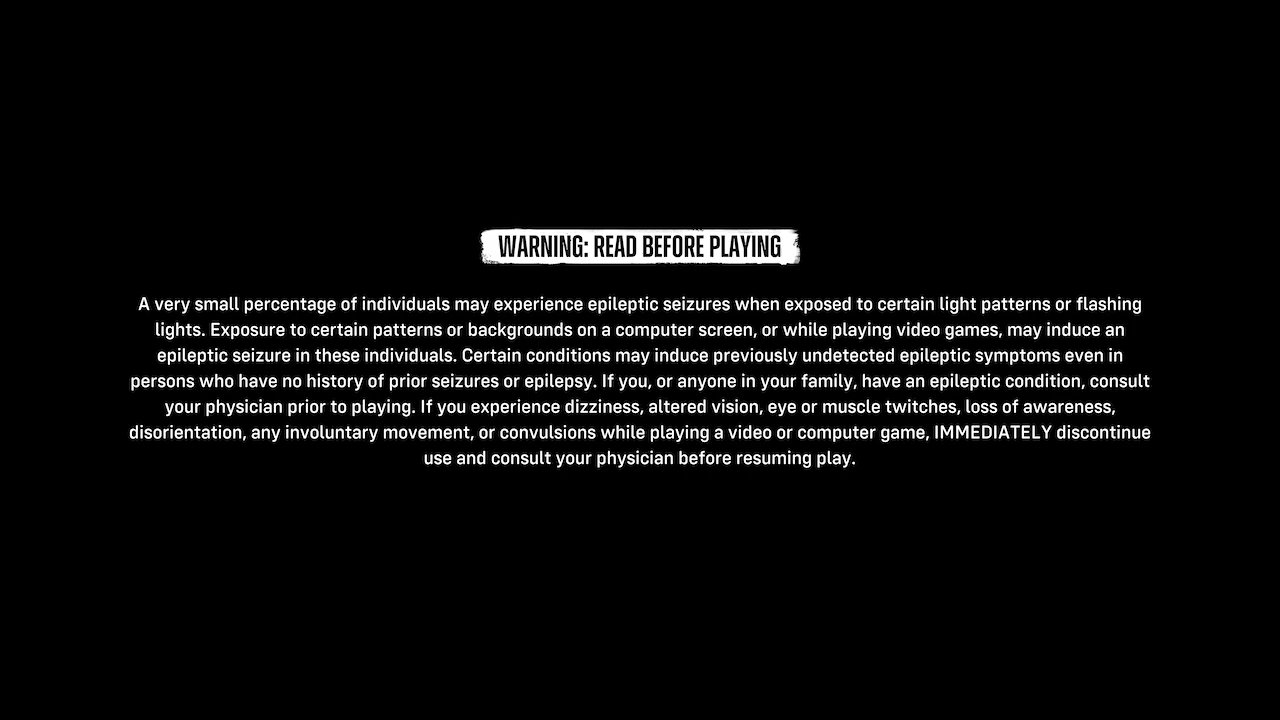 WARNING: READ BEFORE PLAYING
A very small percentage of individuals may experience epileptic seizures when exposed to certain light patterns or flashing
lights. Exposure to certain patterns or backgrounds on a computer screen, or while playing video games, may induce an
epileptic seizure in these individuals. Certain conditions may induce previously undetected epileptic symptoms even in
persons who have no history of prior seizures or epilepsy. If you, or anyone in your family, have an epileptic condition, consult
your physician prior to playing. If you experience dizziness, altered vision, eye or muscle twitches, loss of awareness,
disorientation, any involuntary movement, or convulsions while playing a video or computer game, IMMEDIATELY discontinue
use and consult your physician before resuming play.